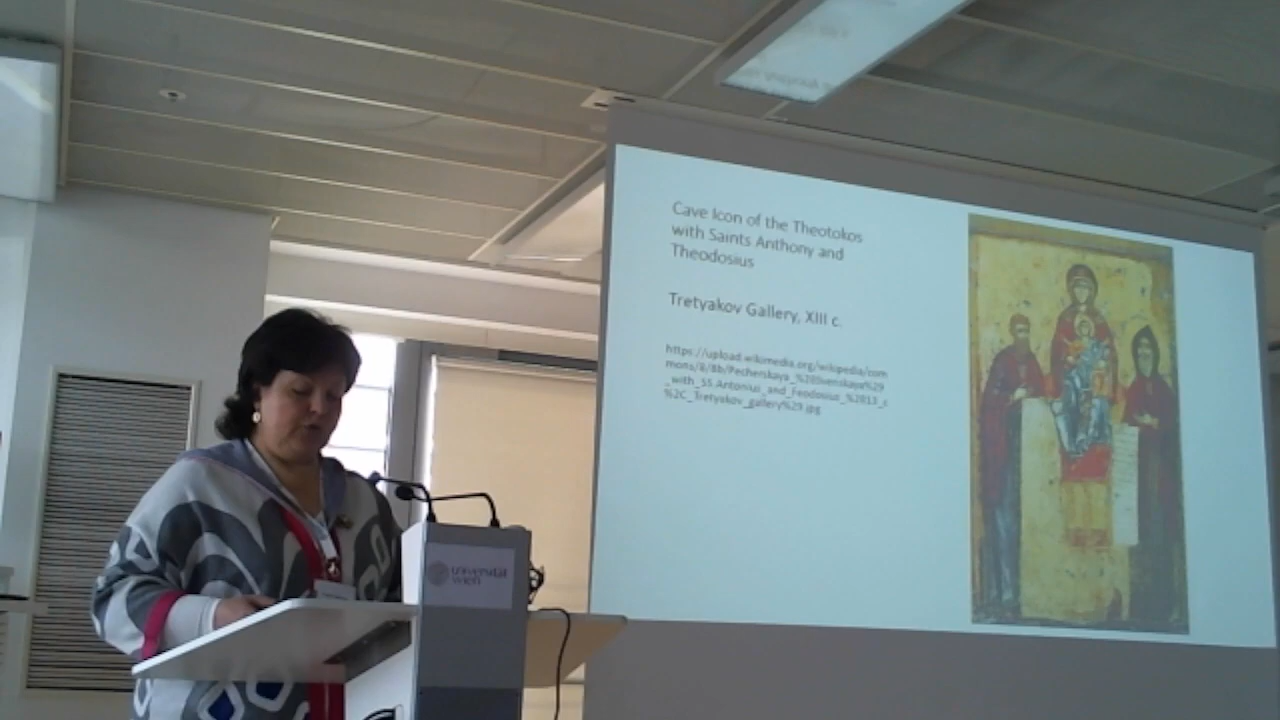 Cave Icon of the Theotokos
with Saints Anthony and
Theodosius
Tretyakov Gallery, XIII c.
https://upload.wikimedia.org/wikipedia/com
mons/8/8b/Pecherskaya_%28Svenskaya%29
_with_SS.Antonius_and_Feodosius_%2813_c
%2C_Tretyakov_gallery%29.jpg
universität
wien